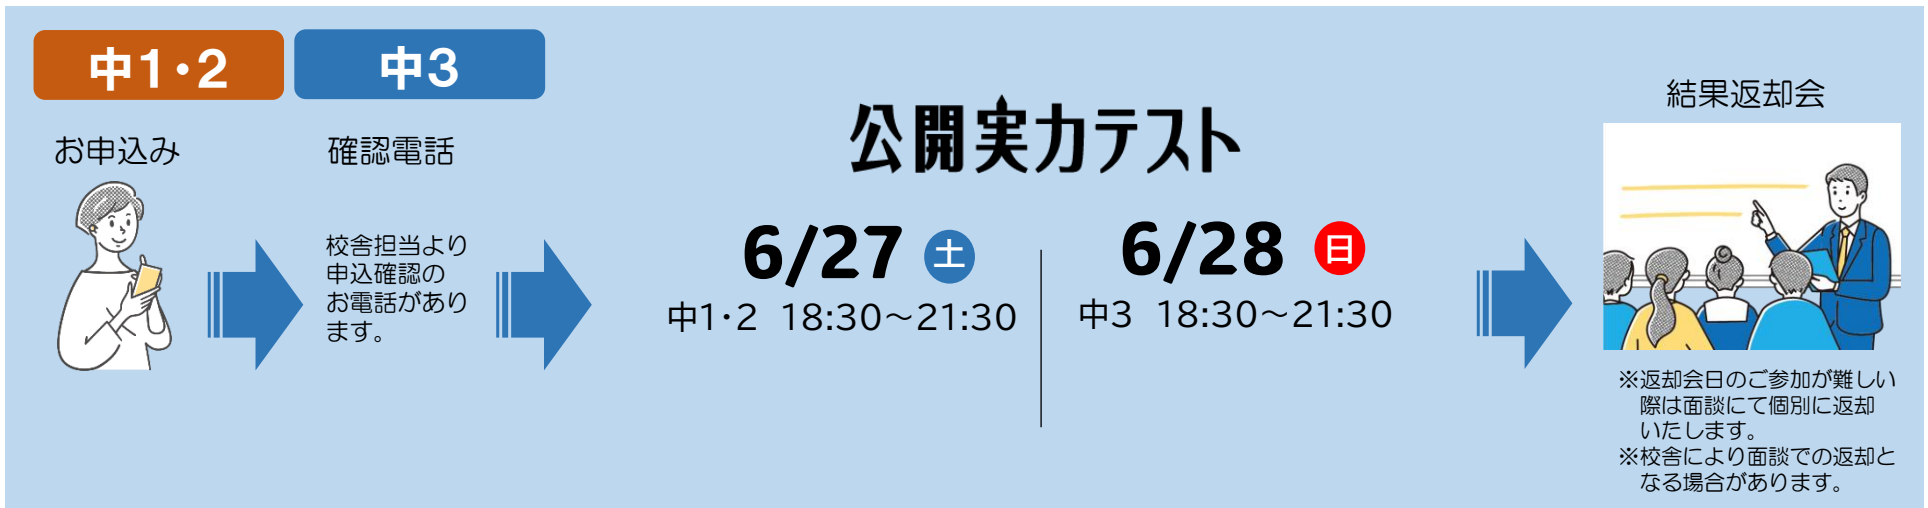 中1・2
中3
お申込み
確認電話
校舎担当より
申込確認の
お電話があり
ます。
公開実力テスト
6/27 土
中1・2 18:30～21:30
6/28 日
中3 18:30～21:30
結果返却会
※返却会日のご参加が難しい
際は面談にて個別に返却
いたします。
※校舎により面談での返却と
なる場合があります。